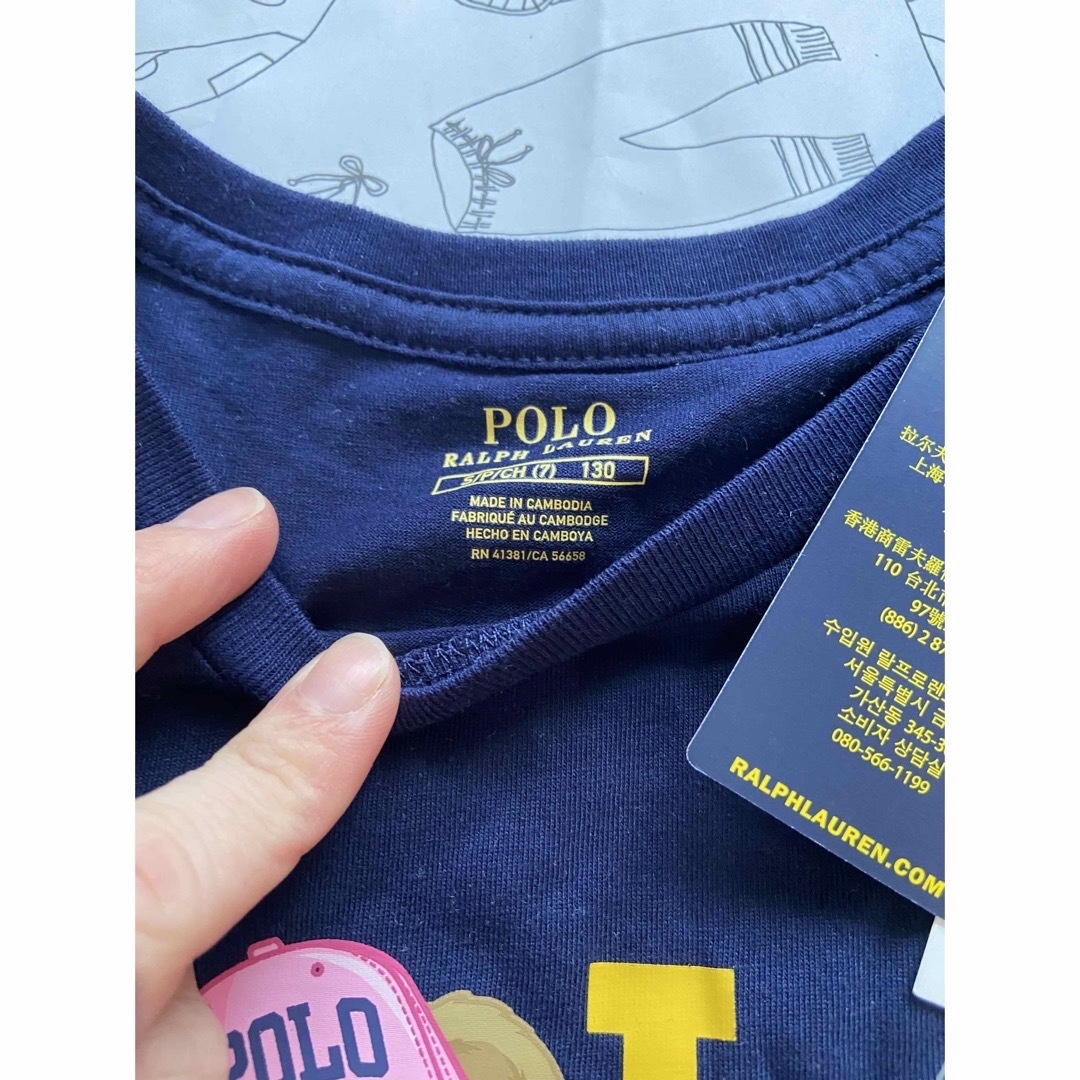 POLO
RALPH LAUREN
S/P/CH (7) 130
MADE IN CAMBODIA
FABRIQUÉ AU CAMBODGE
HECHO EN CAMBOYA
RN 41381/CA 56658
拉尔夫
上海
香港商雷夫羅
110 台北市
97號
(886) 2 87
수입원 랄프로렌
서울특별시 금
가산동 345-3
소비자 상담실
080-566-1199
RALPHLAUREN.COM
POLO